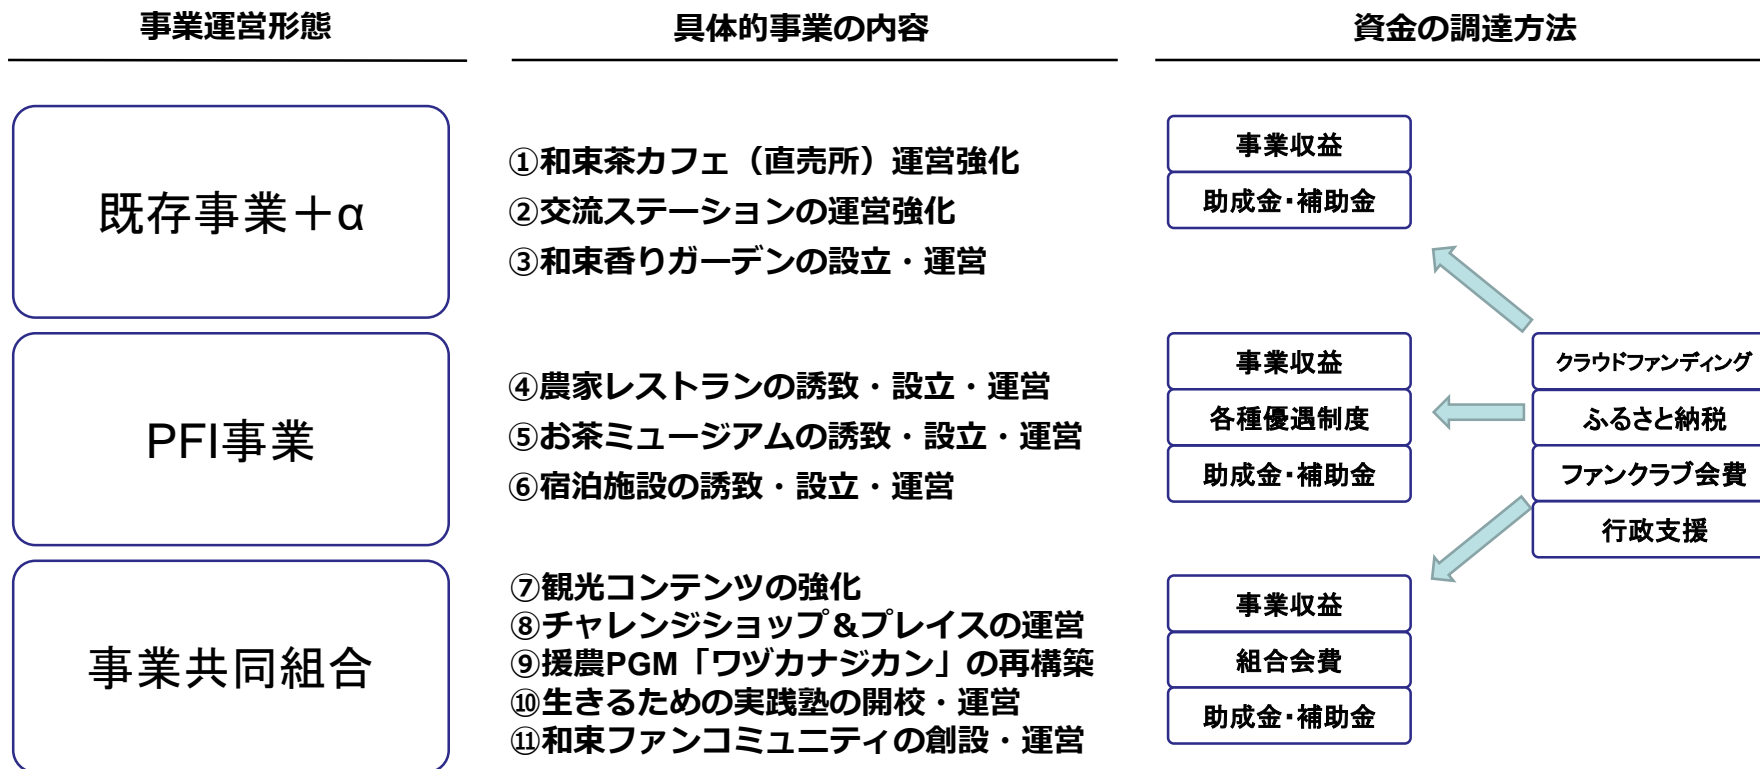 事業運営形態
具体的事業の内容
資金の調達方法
既存事業＋α
①和束茶カフェ（直売所）運営強化
②交流ステーションの運営強化
③和束香りガーデンの設立・運営
事業収益
助成金・補助金
PFI事業
④農家レストランの誘致・設立・運営
⑤お茶ミュージアムの誘致・設立・運営
⑥宿泊施設の誘致・設立・運営
事業収益
各種優遇制度
助成金・補助金
クラウドファンディング
ふるさと納税
ファンクラブ会費
行政支援
事業共同組合
⑦観光コンテンツの強化
⑧チャレンジショップ＆プレイスの運営
⑨援農PGM「ワヅカナジカン」の再構築
⑩生きるための実践塾の開校・運営
⑪和束ファンコミュニティの創設・運営
事業収益
組合会費
助成金・補助金